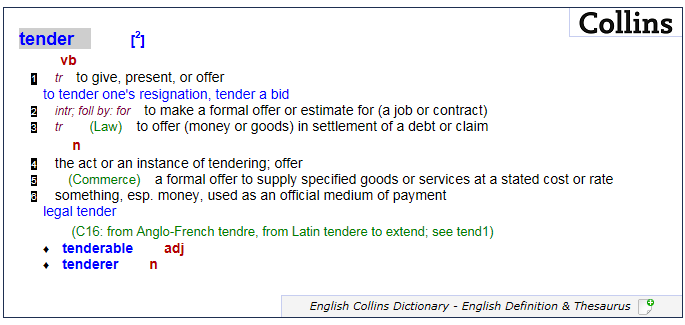 Collins
tender [2]
vb
1 tr to give, present, or offer
to tender one's resignation, tender a bid
2 intr; foll by: for to make a formal offer or estimate for (a job or contract)
3 tr (Law) to offer (money or goods) in settlement of a debt or claim
n
4 the act or an instance of tendering; offer
5 (Commerce) a formal offer to supply specified goods or services at a stated cost or rate
6 something, esp. money, used as an official medium of payment
legal tender
(C16: from Anglo-French tendre, from Latin tendere to extend; see tend1)
♦ tenderable adj
♦ tenderer n
English Collins Dictionary - English Definition & Thesaurus